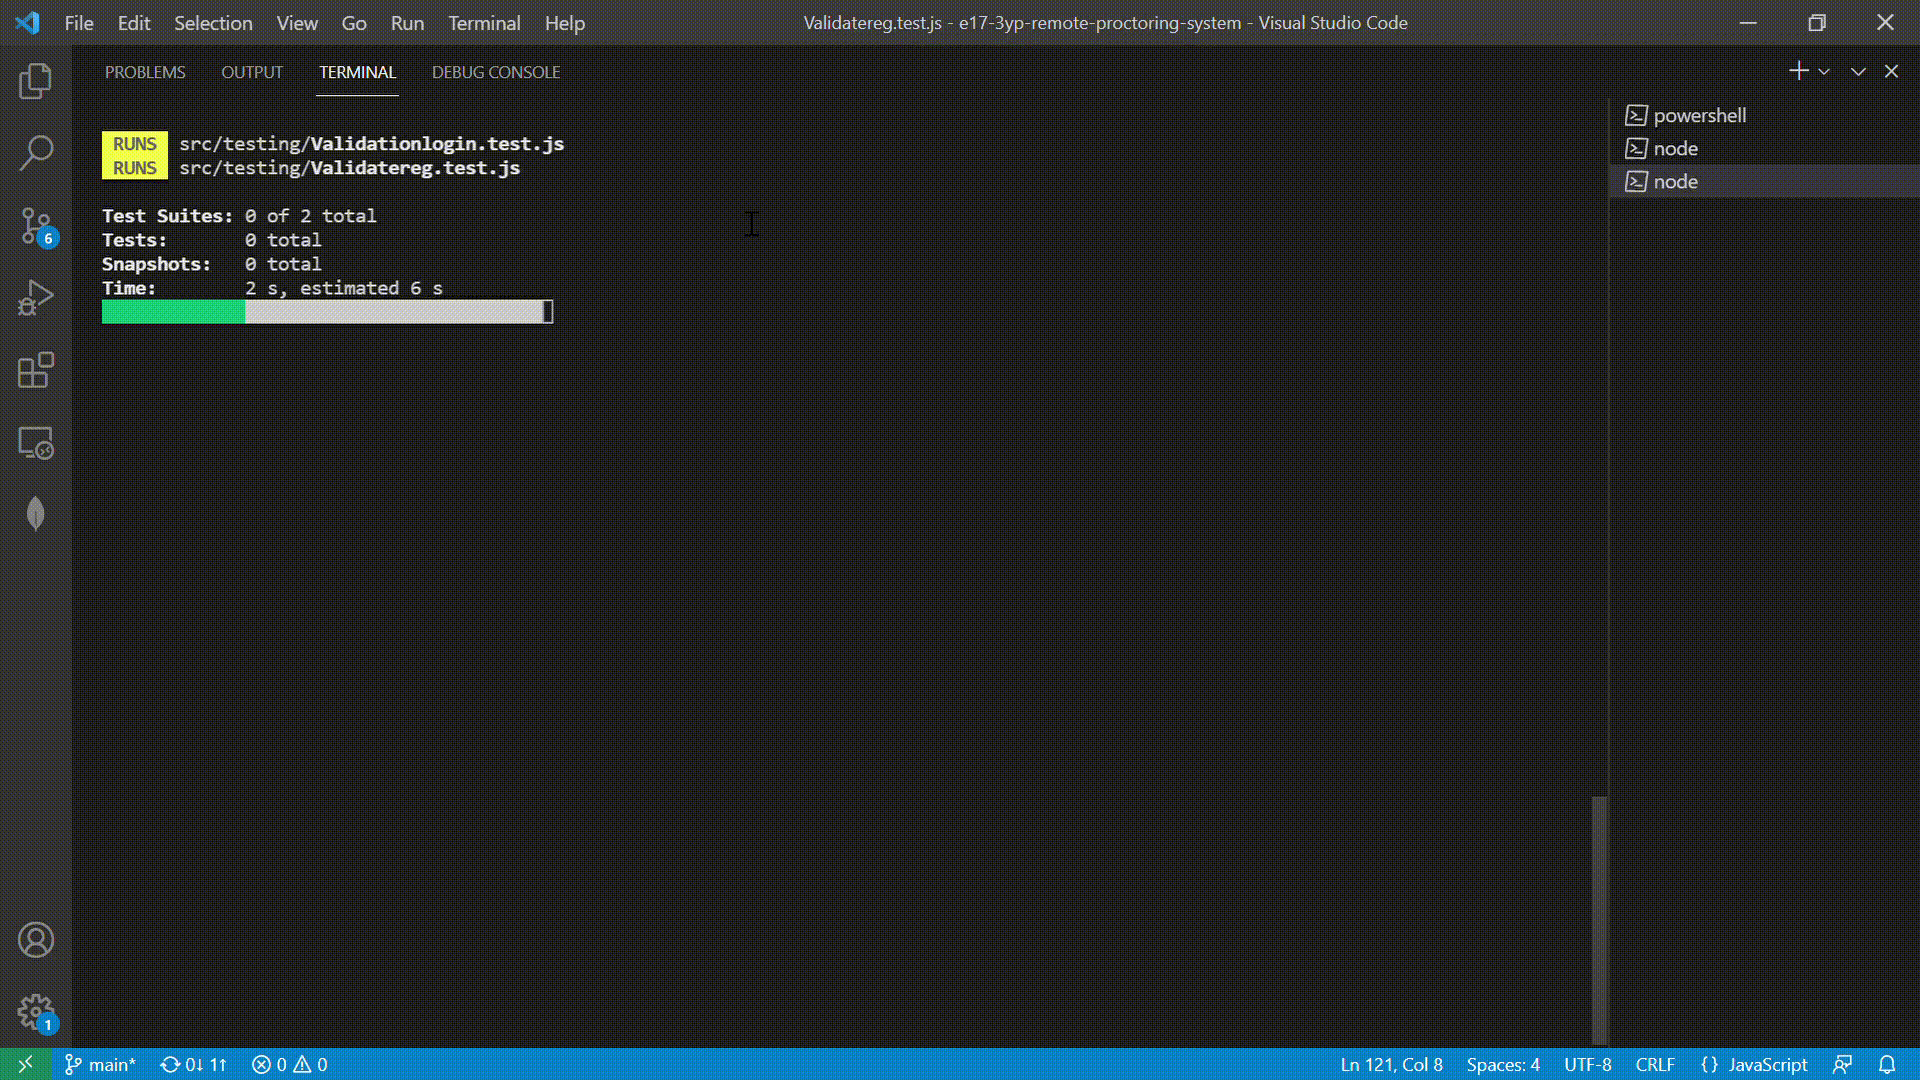 File Edit Selection View Go Run Terminal Help Validatereg.test.js - e17-3yp-remote-proctoring-system - Visual Studio Code
PROBLEMS OUTPUT TERMINAL DEBUG CONSOLE
RUNS src/testing/Validationlogin.test.js
RUNS src/testing/Validatereg.test.js
Test Suites: 0 of 2 total
Tests: 0 total
Snapshots: 0 total
Time: 2 s, estimated 6 s
powershell
node
node
6
1
main* 0↓ 1↑ 0 0 Ln 121, Col 8 Spaces: 4 UTF-8 CRLF {} JavaScript